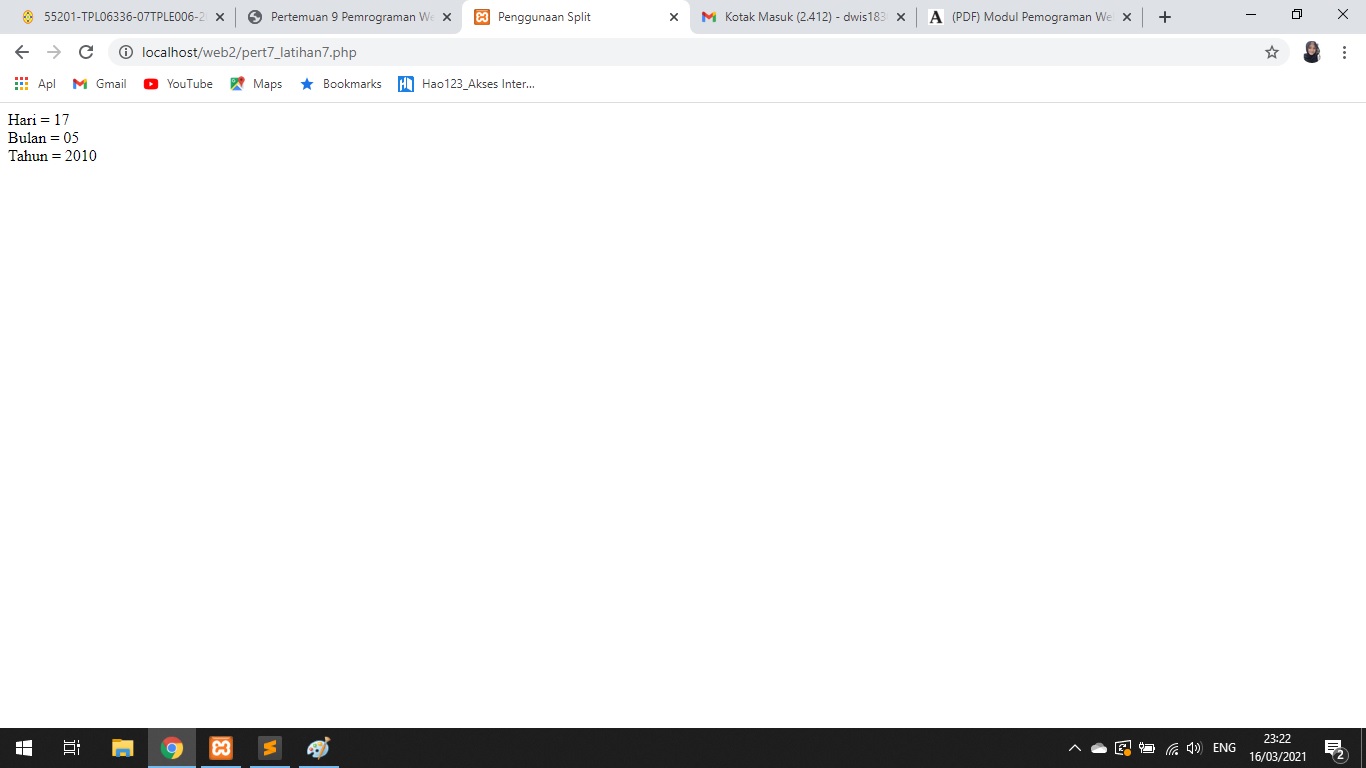 55201-TPL06336-07TPLE006-2
Pertemuan 9 Pemrograman We
Penggunaan Split
Kotak Masuk (2.412) - dwis183
A (PDF) Modul Pemograman We
localhost/web2/pert7_latihan7.php
Apl
Gmail
YouTube
Maps
Bookmarks
Hao123_Akses Inter...
Hari = 17
Bulan = 05
Tahun = 2010
ENG
23:22
16/03/2021
2